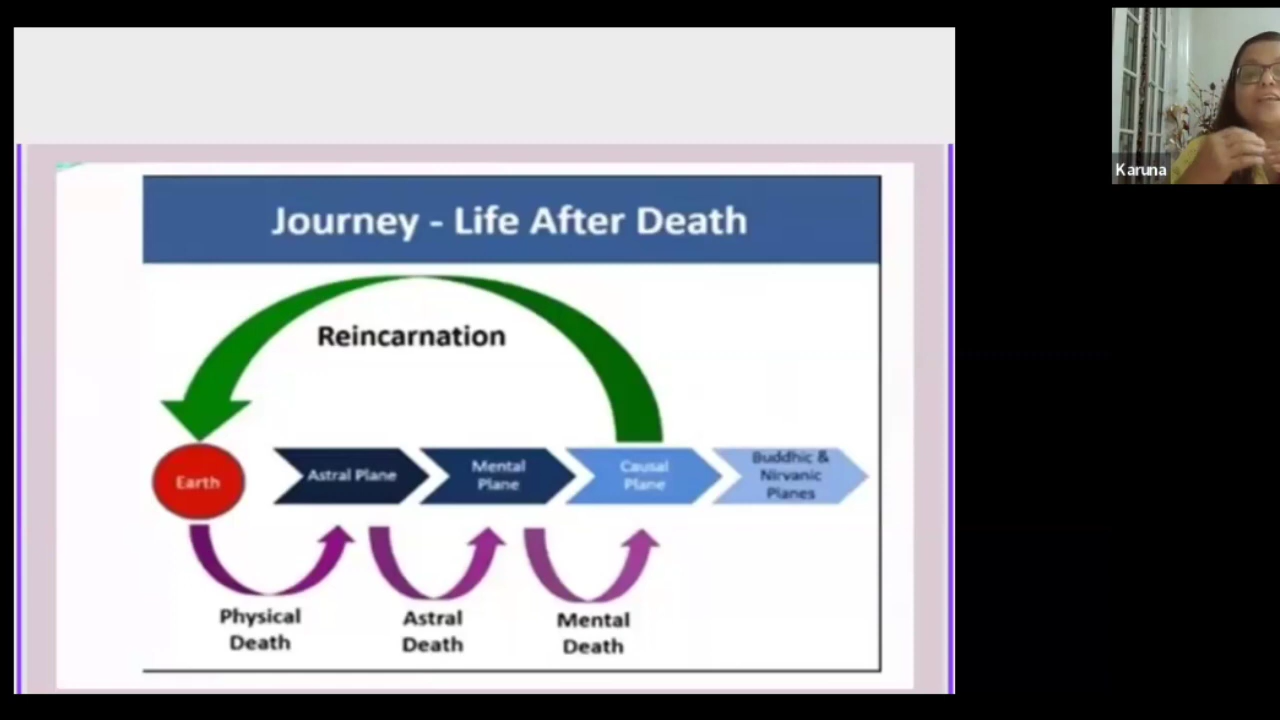 Karuna
Journey - Life After Death
Reincarnation
Earth
Astral Plane
Mental
Plane
Causal
Plane
Buddhic &
Nirvanic
Planes
Physical
Death
Astral
Death
Mental
Death